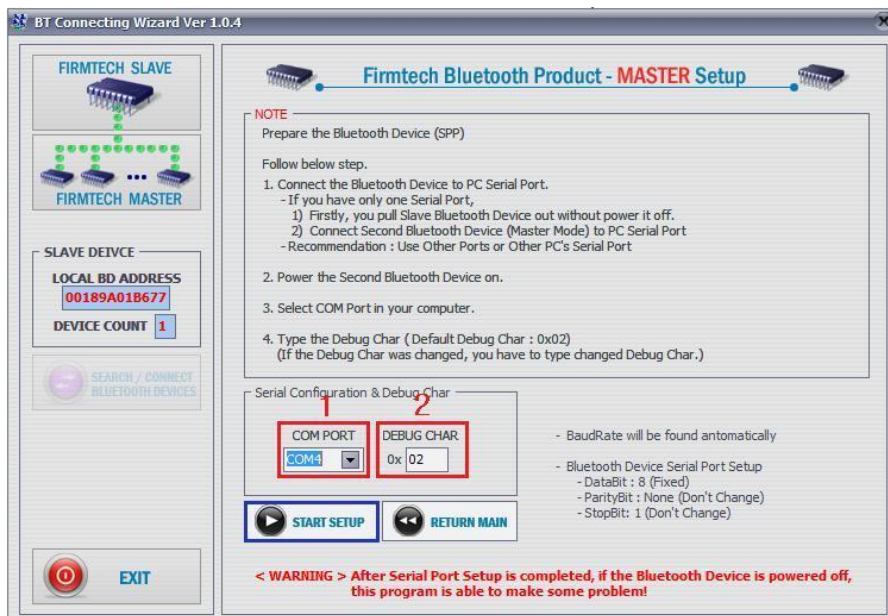 BT Connecting Wizard Ver 1.0.4
FIRMTECH SLAVE
FIRMTECH MASTER
SLAVE DEIVCE
LOCAL BD ADDRESS
00189A01B677
DEVICE COUNT 1
SEARCH / CONNECT
BLUETOOTH DEVICES
EXIT
Firmtech Bluetooth Product - MASTER Setup
NOTE
Prepare the Bluetooth Device (SPP)
Follow below step.
1. Connect the Bluetooth Device to PC Serial Port.
- If you have only one Serial Port,
1) Firstly, you pull Slave Bluetooth Device out without power it off.
2) Connect Second Bluetooth Device (Master Mode) to PC Serial Port
- Recommendation : Use Other Ports or Other PC's Serial Port
2. Power the Second Bluetooth Device on.
3. Select COM Port in your computer.
4. Type the Debug Char ( Default Debug Char : 0x02)
(If the Debug Char was changed, you have to type changed Debug Char.)
Serial Configuration & Debug Char
1 2
COM PORT DEBUG CHAR
COM4 0x 02
START SETUP RETURN MAIN
- BaudRate will be found antomatically
- Bluetooth Device Serial Port Setup
- DataBit : 8 (Fixed)
- ParityBit : None (Don't Change)
- StopBit: 1 (Don't Change)
< WARNING > After Serial Port Setup is completed, if the Bluetooth Device is powered off,
this program is able to make some problem!